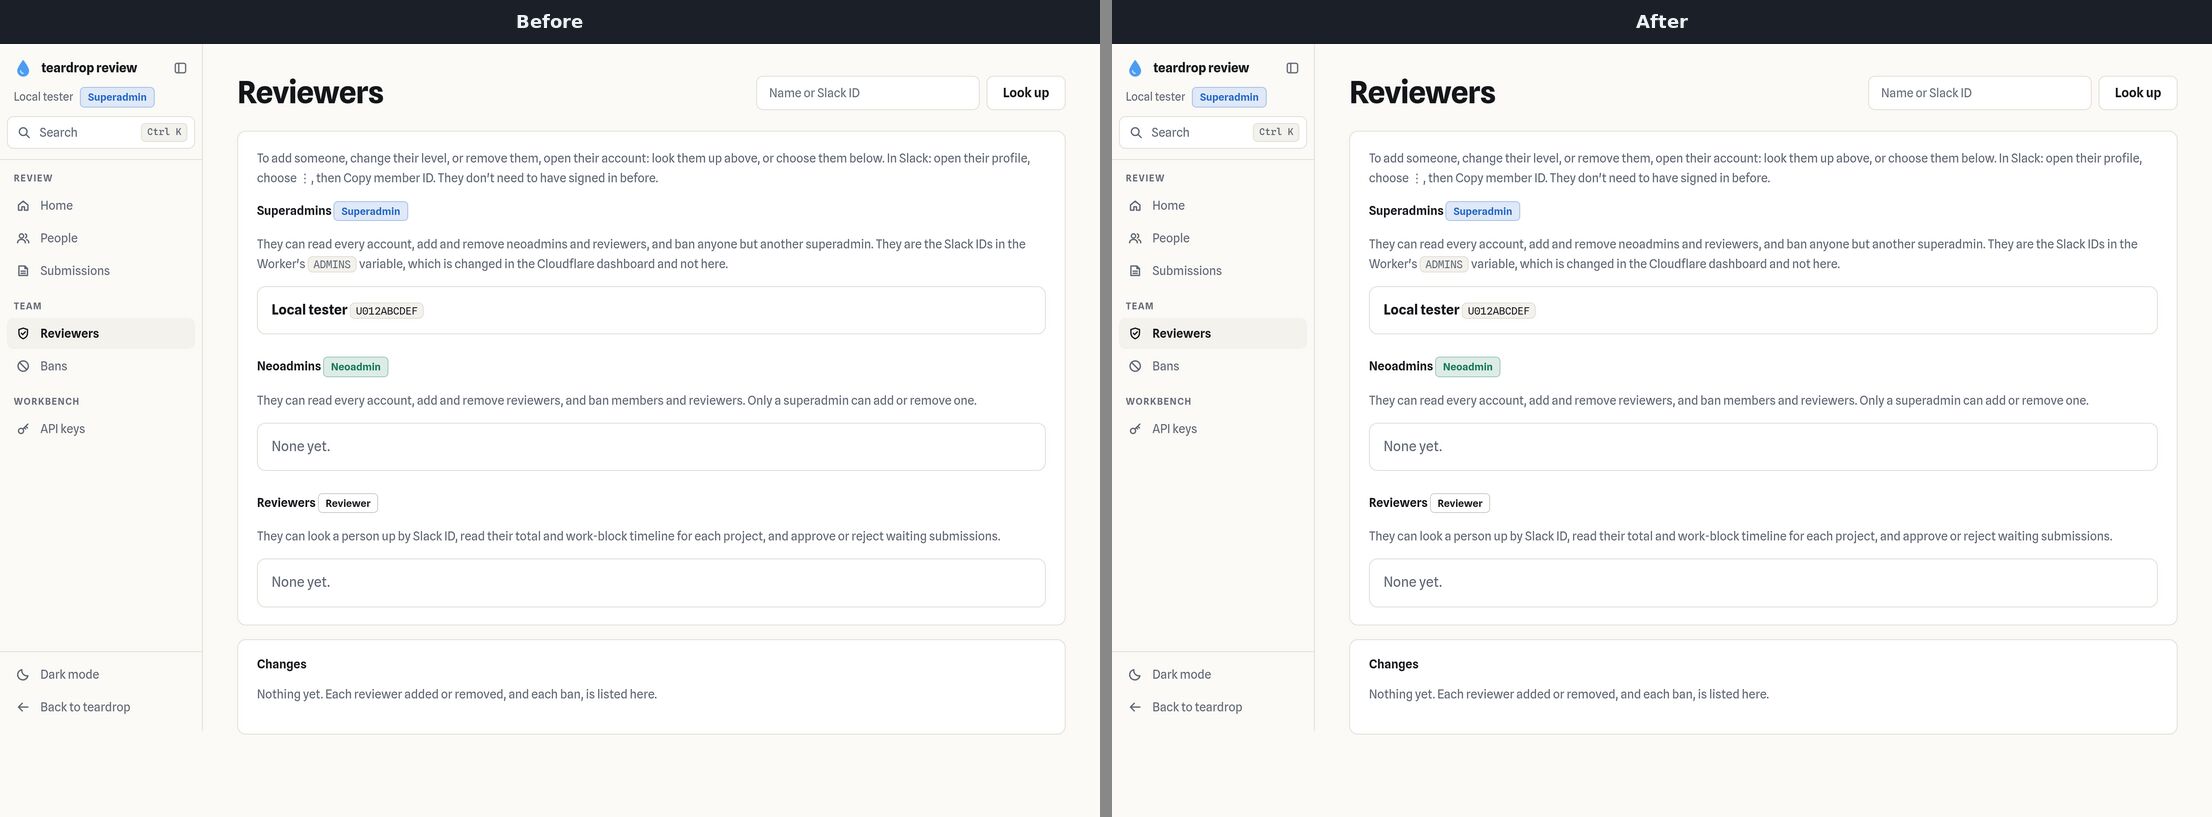 Before
teardrop review
Local tester Superadmin
Search Ctrl K
REVIEW
Home
People
Submissions
TEAM
Reviewers
Bans
WORKBENCH
API keys
Dark mode
Back to teardrop
Reviewers
Name or Slack ID Look up
To add someone, change their level, or remove them, open their account: look them up above, or choose them below. In Slack: open their profile,
choose ⋮, then Copy member ID. They don't need to have signed in before.
Superadmins Superadmin
They can read every account, add and remove neoadmins and reviewers, and ban anyone but another superadmin. They are the Slack IDs in the
Worker's ADMINS variable, which is changed in the Cloudflare dashboard and not here.
Local tester U012ABCDEF
Neoadmins Neoadmin
They can read every account, add and remove reviewers, and ban members and reviewers. Only a superadmin can add or remove one.
None yet.
Reviewers Reviewer
They can look a person up by Slack ID, read their total and work-block timeline for each project, and approve or reject waiting submissions.
None yet.
Changes
Nothing yet. Each reviewer added or removed, and each ban, is listed here.
After
teardrop review
Local tester Superadmin
Search Ctrl K
REVIEW
Home
People
Submissions
TEAM
Reviewers
Bans
WORKBENCH
API keys
Dark mode
Back to teardrop
Reviewers
Name or Slack ID Look up
To add someone, change their level, or remove them, open their account: look them up above, or choose them below. In Slack: open their profile,
choose ⋮, then Copy member ID. They don't need to have signed in before.
Superadmins Superadmin
They can read every account, add and remove neoadmins and reviewers, and ban anyone but another superadmin. They are the Slack IDs in the
Worker's ADMINS variable, which is changed in the Cloudflare dashboard and not here.
Local tester U012ABCDEF
Neoadmins Neoadmin
They can read every account, add and remove reviewers, and ban members and reviewers. Only a superadmin can add or remove one.
None yet.
Reviewers Reviewer
They can look a person up by Slack ID, read their total and work-block timeline for each project, and approve or reject waiting submissions.
None yet.
Changes
Nothing yet. Each reviewer added or removed, and each ban, is listed here.